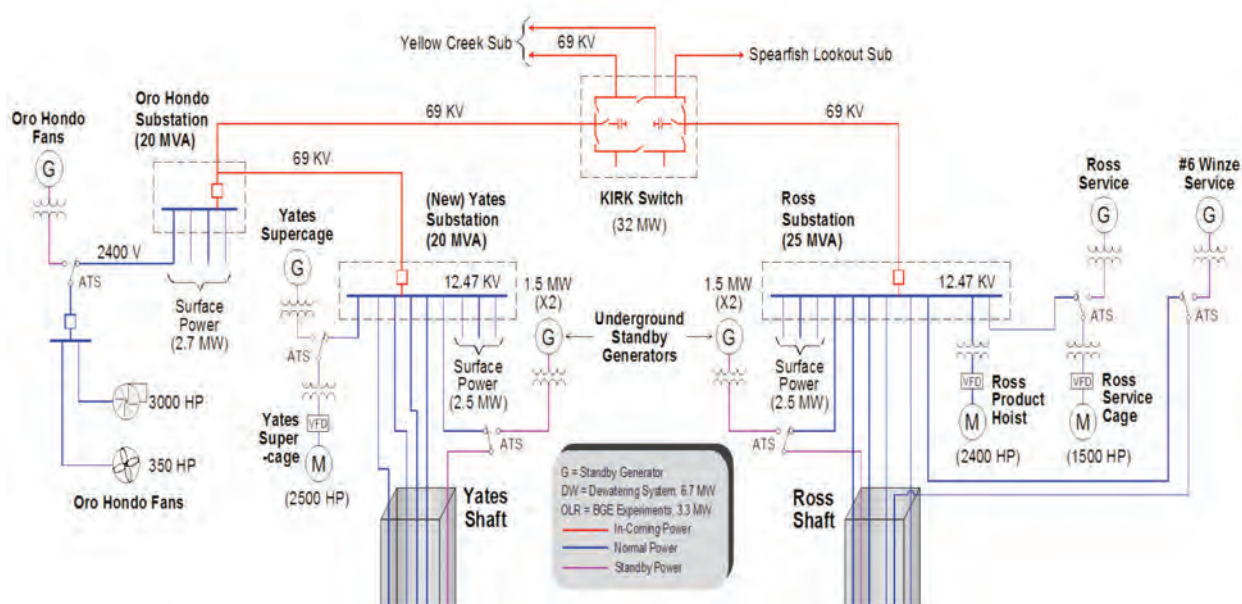 Yellow Creek Sub
69 KV
Spearfish Lookout Sub
Oro Hondo
Substation
(20 MVA)
Oro Hondo
Fans
G
69 KV
69 KV
69 KV
KIRK Switch
(32 MW)
2400 V
ATS
Surface
Power
(2.7 MW)
3000 HP
350 HP
Oro Hondo Fans
Yates
Supercage
G
ATS
VFD
M
Yates
Super
-cage
(2500 HP)
(New) Yates
Substation
(20 MVA)
12.47 KV
Surface
Power
(2.5 MW)
1.5 MW
(X2)
G
ATS
Underground
Standby
Generators
1.5 MW
(X2)
G
ATS
Ross
Substation
(25 MVA)
12.47 KV
Surface
Power
(2.5 MW)
Ross
Service
G
ATS
#6 Winze
Service
G
ATS
VFD
M
Ross
Product
Hoist
(2400 HP)
VFD
M
Ross
Service
Cage
(1500 HP)
Yates
Shaft
Ross
Shaft
G = Standby Generator
DW = Dewatering System, 6.7 MW
OLR = BGE Experiments, 3.3 MW
In-Coming Power
Normal Power
Standby Power